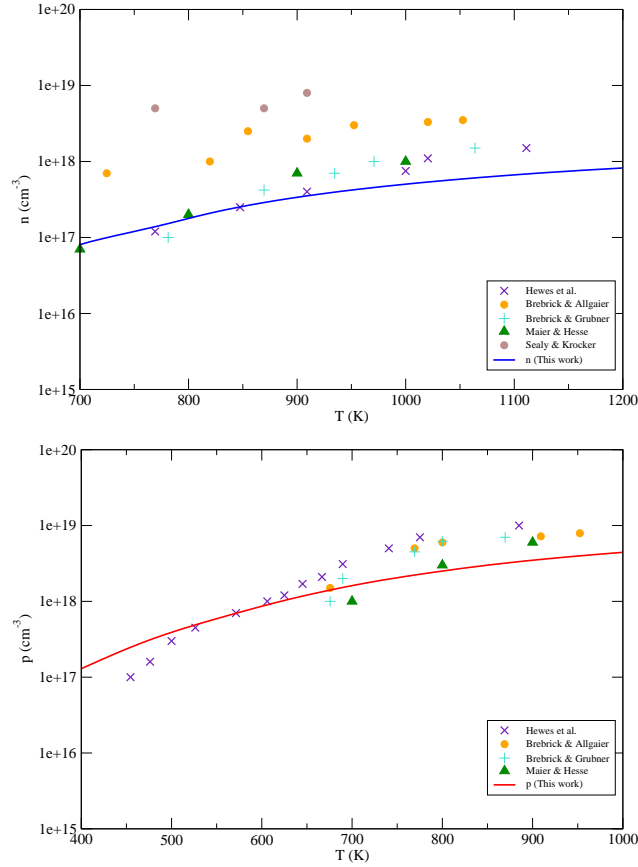 1e+20
1e+19
1e+18
1e+17
1e+16
1e+15
n (cm-3)
700 800 900 1000 1100 1200
T (K)
Hewes et al.
Brebrick & Allgaier
Brebrick & Grubner
Maier & Hesse
Sealy & Krocker
n (This work)
1e+20
1e+19
1e+18
1e+17
1e+16
1e+15
p (cm-3)
400 500 600 700 800 900 1000
T (K)
Hewes et al.
Brebrick & Allgaier
Brebrick & Grubner
Maier & Hesse
p (This work)